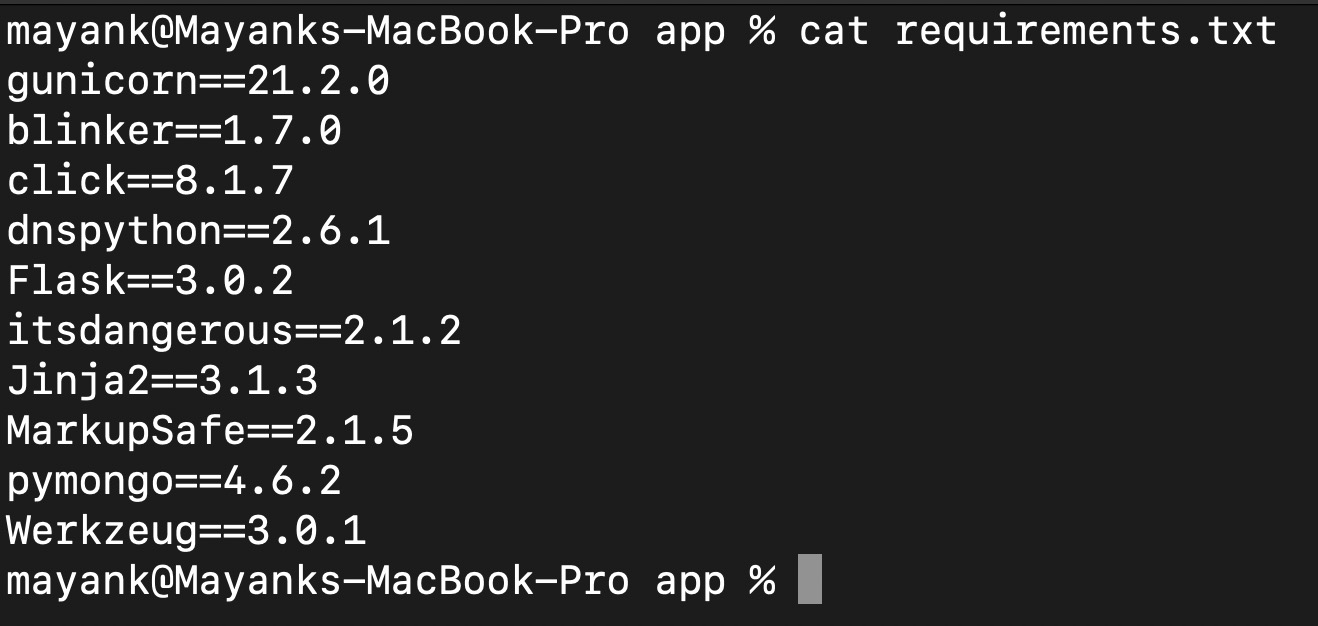 mayank@Mayanks-MacBook-Pro app % cat requirements.txt
gunicorn==21.2.0
blinker==1.7.0
click==8.1.7
dnspython==2.6.1
Flask==3.0.2
itsdangerous==2.1.2
Jinja2==3.1.3
MarkupSafe==2.1.5
pymongo==4.6.2
Werkzeug==3.0.1
mayank@Mayanks-MacBook-Pro app %